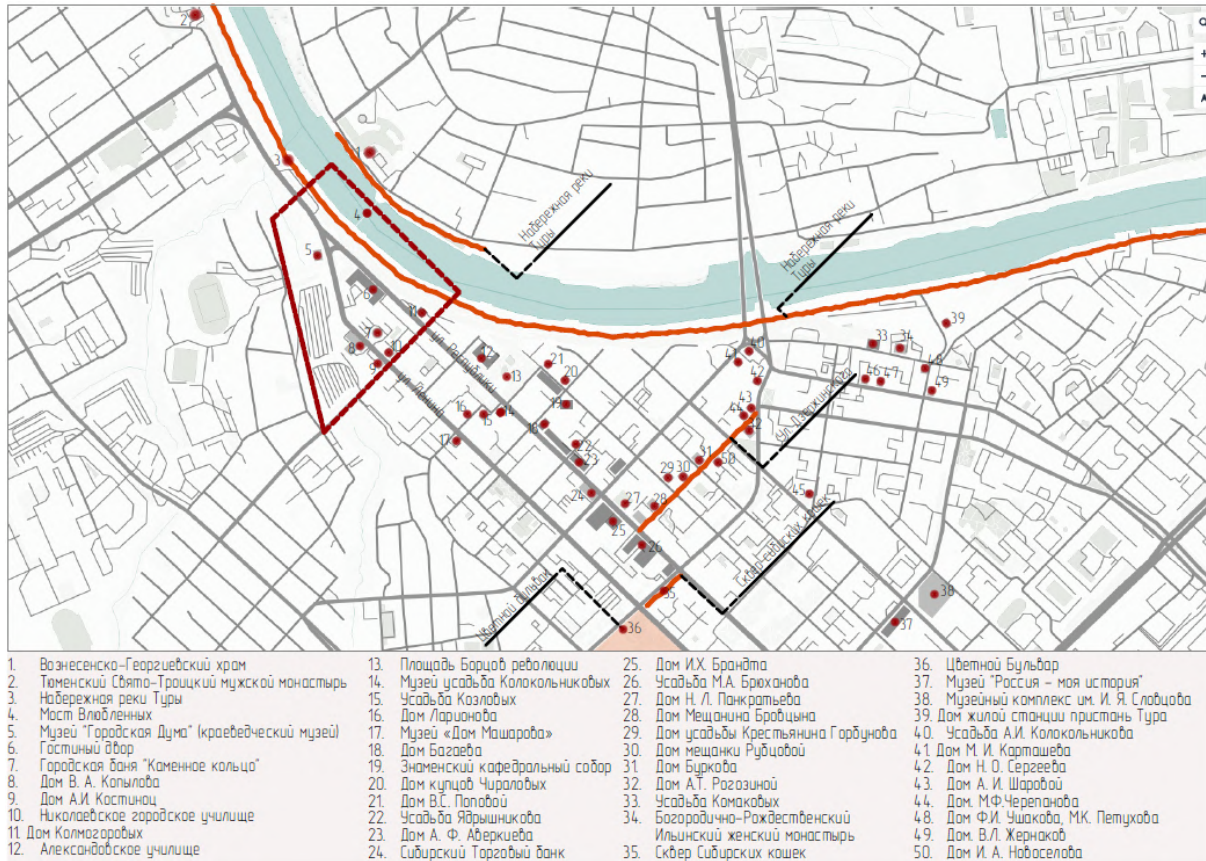 Набережная реки
Туры
Набережная реки
Туры
ул. Республики
ул. Ленина
ул. Дзержинского
Сквер сибирских кошек
Цветной бульвар
1. Вознесенско-Георгиевский храм
2. Тюменский Свято-Троицкий мужской монастырь
3. Набережная реки Туры
4. Мост Влюбленных
5. Музей "Городская Дума" (краеведческий музей)
6. Гостиный двор
7. Городская баня "Каменное кольцо"
8. Дом В. А. Копылова
9. Дом А.И. Костиноц
10. Николаевское городское училище
11. Дом Колмогоровых
12. Александовское училище
13. Площадь Борцов революции
14. Музей усадьба Колокольниковых
15. Усадьба Козловых
16. Дом Ларионова
17. Музей «Дом Машарова»
18. Дом Багаева
19. Знаменский кафедральный собор
20. Дом купцов Чираловых
21. Дом В.С. Поповой
22. Усадьба Ядрышникова
23. Дом А. Ф. Аверкиева
24. Сибирский Торговый банк
25. Дом И.Х. Брандта
26. Усадьба М.А. Брюханова
27. Дом Н. Л. Панкратьева
28. Дом Мещанина Бровцына
29. Дом усадьбы Крестьянина Горбунова
30. Дом мещанки Рубцовой
31. Дом Буркова
32. Дом А.Т. Рогозиной
33. Усадьба Комаковых
34. Богородично-Рождественский
Ильинский женский монастырь
35. Сквер Сибирских кошек
36. Цветной Бульвар
37. Музей "Россия - моя история"
38. Музейный комплекс им. И. Я. Словцова
39. Дом жилой станции пристань Тура
40. Усадьба А.И. Колокольникова
41. Дом М. И. Карташева
42. Дом Н. О. Сергеева
43. Дом А. И. Шаровой
44. Дом. М.Ф.Черепанова
48. Дом Ф.И. Ушакова, М.К. Петухова
49. Дом. В.Л. Жернаков
50. Дом И. А. Новоселова